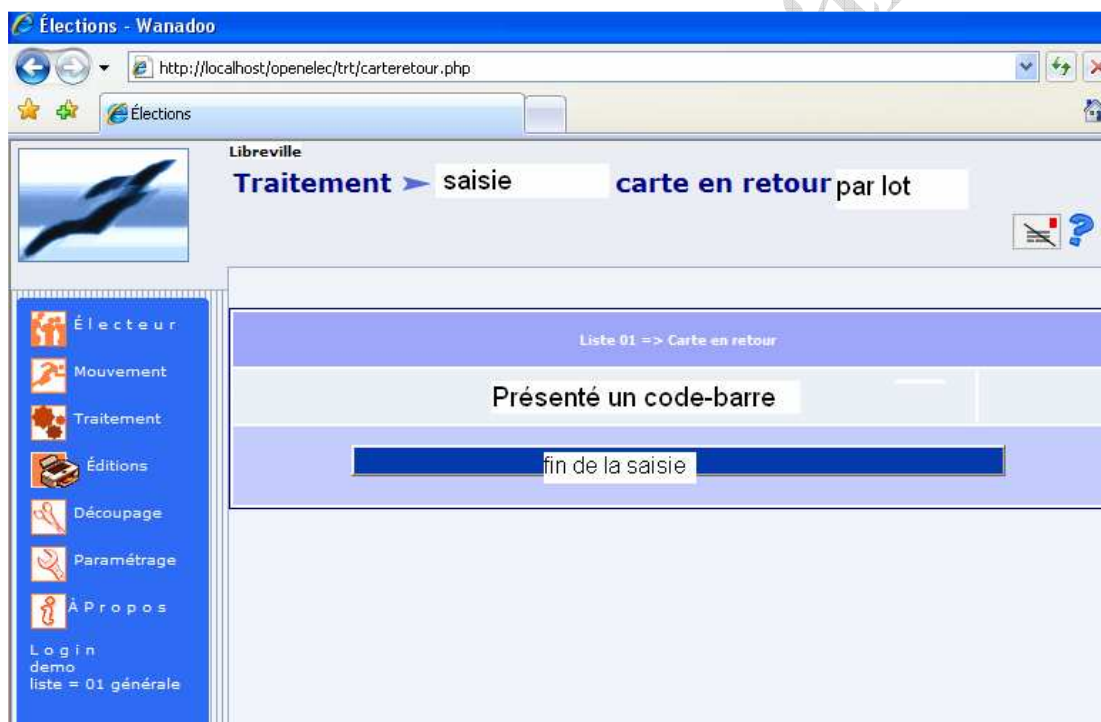 Élections - Wanadoo
http://localhost/openelec/trt/carteretour.php
Élections
Libreville
Traitement ➤ saisie carte en retour par lot
Électeur
Mouvement
Traitement
Éditions
Découpage
Paramétrage
À Propos
Login
demo
liste = 01 générale
Liste 01 => Carte en retour
Présenté un code-barre
fin de la saisie